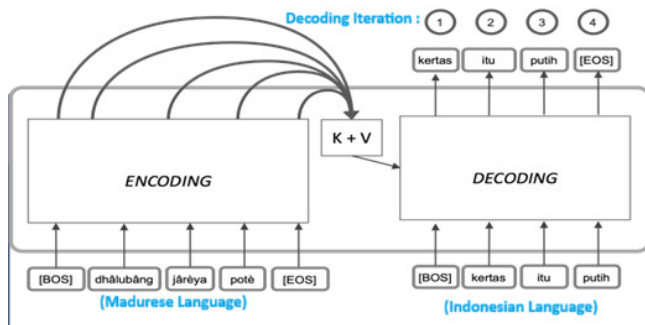 Decoding Iteration : 1 2 3 4
kertas itu putih [EOS]
K + V
ENCODING DECODING
[BOS] dhâlubâng jârèya potè [EOS] [BOS] kertas itu putih
(Madurese Language) (Indonesian Language)